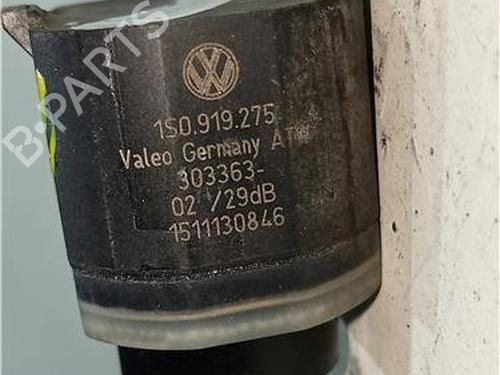 B-PARTS
1S0.919.275
Valeo Germany
303363-
02 /29dB
1511130846